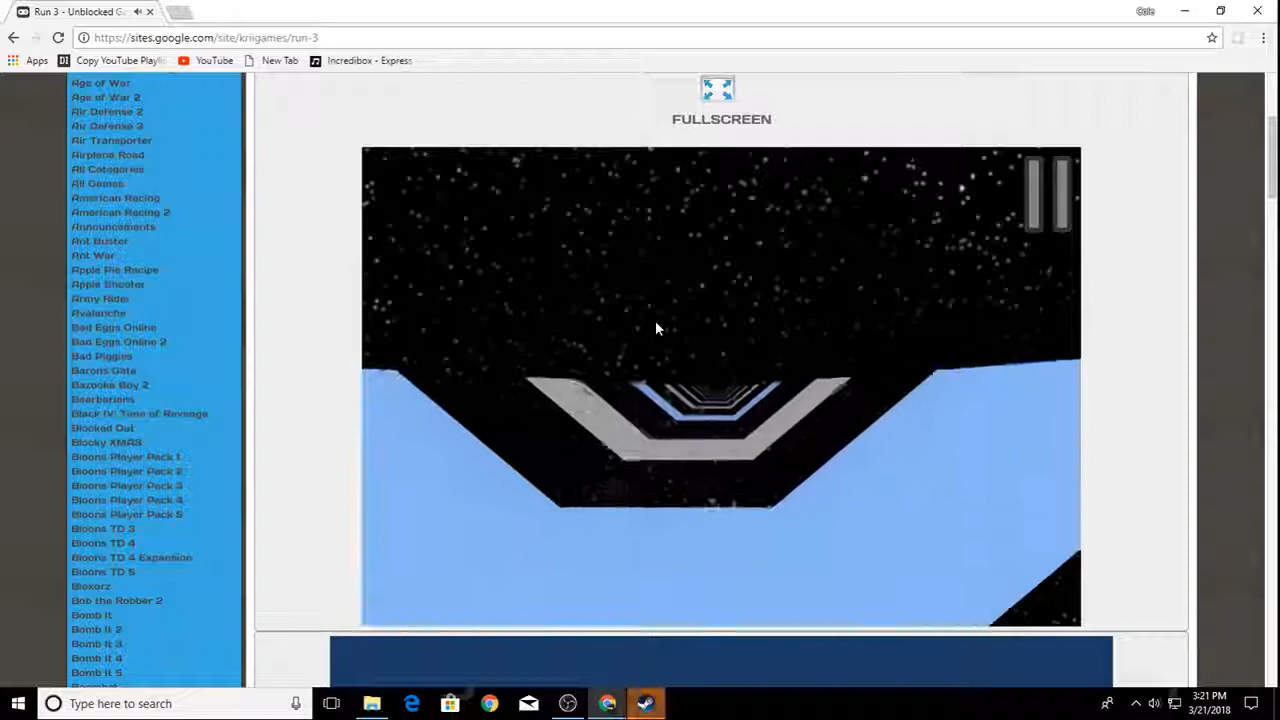 Run 3 - Unblocked G
Cole
https://sites.google.com/site/kriigames/run-3
Apps
Copy YouTube Playli
YouTube
New Tab
Incredibox - Express
Age of War
Age of War 2
Air Defense 2
Air Defense 3
Air Transporter
Airplane Road
All Categories
All Games
American Racing
American Racing 2
Announcements
Ant Buster
Ant War
Apple Pie Recipe
Apple Shooter
Army Rider
Avalanche
Bad Eggs Online
Bad Eggs Online 2
Bad Piggies
Barons Gate
Bazooka Boy 2
Bearbarians
Black IV: Time of Revenge
Blocked Out
Blocky XMAS
Bloons Player Pack 1
Bloons Player Pack 2
Bloons Player Pack 3
Bloons Player Pack 4
Bloons Player Pack 5
Bloons TD 3
Bloons TD 4
Bloons TD 4 Expansion
Bloons TD 5
Bloxorz
Bob the Robber 2
Bomb It
Bomb It 2
Bomb It 3
Bomb It 4
Bomb It 5
FULLSCREEN
Type here to search
3:21 PM
3/21/2018